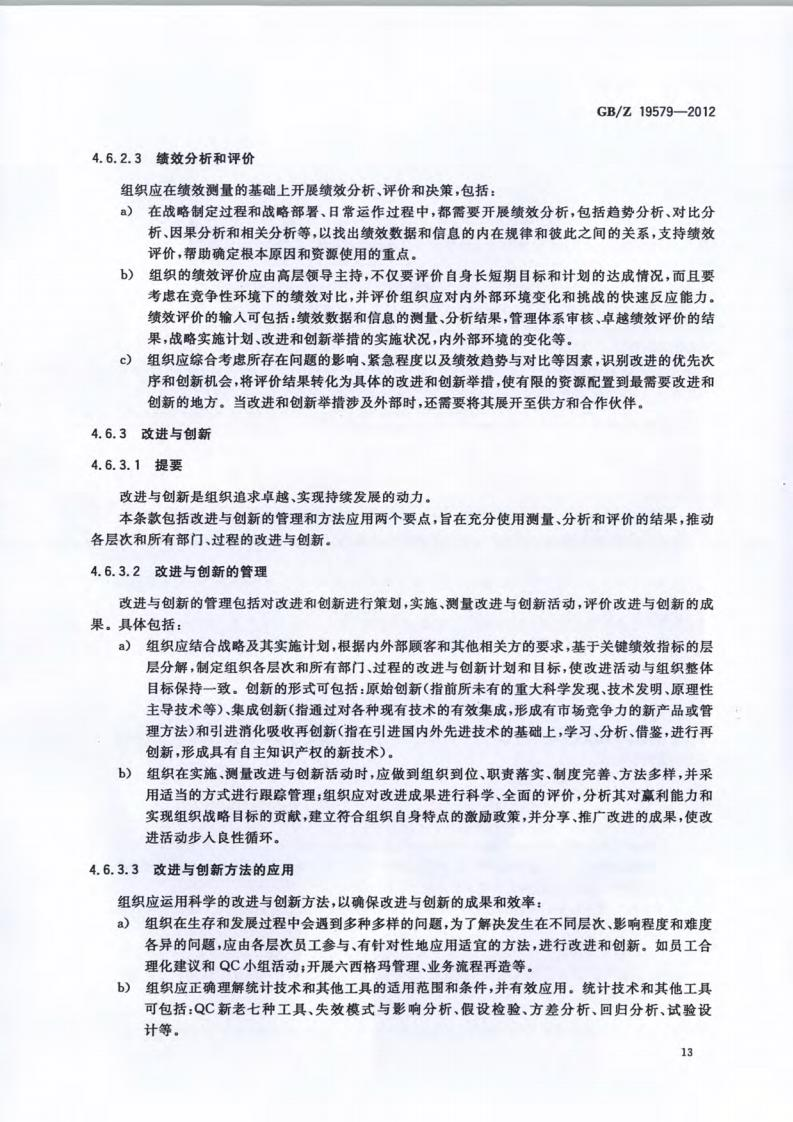 GB/Z 19579—2012
4.6.2.3 绩效分析和评价
组织应在绩效测量的基础上开展绩效分析、评价和决策,包括:
a) 在战略制定过程和战略部署、日常运作过程中,都需要开展绩效分析,包括趋势分析、对比分
析、因果分析和相关分析等,以找出绩效数据和信息的内在规律和彼此之间的关系,支持绩效
评价,帮助确定根本原因和资源使用的重点。
b) 组织的绩效评价应由高层领导主持,不仅要评价自身长短期目标和计划的达成情况,而且要
考虑在竞争性环境下的绩效对比,并评价组织应对内外部环境变化和挑战的快速反应能力。
绩效评价的输入可包括:绩效数据和信息的测量、分析结果,管理体系审核、卓越绩效评价的结
果,战略实施计划、改进和创新举措的实施状况,内外部环境的变化等。
c) 组织应综合考虑所存在问题的影响、紧急程度以及绩效趋势与对比等因素,识别改进的优先次
序和创新机会,将评价结果转化为具体的改进和创新举措,使有限的资源配置到最需要改进和
创新的地方。当改进和创新举措涉及外部时,还需要将其展开至供方和合作伙伴。
4.6.3 改进与创新
4.6.3.1 提要
改进与创新是组织追求卓越、实现持续发展的动力。
本条款包括改进与创新的管理和方法应用两个要点,旨在充分使用测量、分析和评价的结果,推动
各层次和所有部门、过程的改进与创新。
4.6.3.2 改进与创新的管理
改进与创新的管理包括对改进和创新进行策划,实施、测量改进与创新活动,评价改进与创新的成
果。具体包括:
a) 组织应结合战略及其实施计划,根据内外部顾客和其他相关方的要求,基于关键绩效指标的层
层分解,制定组织各层次和所有部门、过程的改进与创新计划和目标,使改进活动与组织整体
目标保持一致。创新的形式可包括:原始创新(指前所未有的重大科学发现、技术发明、原理性
主导技术等)、集成创新(指通过对各种现有技术的有效集成,形成有市场竞争力的新产品或管
理方法)和引进消化吸收再创新(指在引进国内外先进技术的基础上,学习、分析、借鉴,进行再
创新,形成具有自主知识产权的新技术)。
b) 组织在实施、测量改进与创新活动时,应做到组织到位、职责落实、制度完善、方法多样,并采
用适当的方式进行跟踪管理;组织应对改进成果进行科学、全面的评价,分析其对赢利能力和
实现组织战略目标的贡献,建立符合组织自身特点的激励政策,并分享、推广改进的成果,使改
进活动步入良性循环。
4.6.3.3 改进与创新方法的应用
组织应运用科学的改进与创新方法,以确保改进与创新的成果和效率:
a) 组织在生存和发展过程中会遇到多种多样的问题,为了解决发生在不同层次、影响程度和难度
各异的问题,应由各层次员工参与、有针对性地应用适宜的方法,进行改进和创新。如员工合
理化建议和 QC 小组活动;开展六西格玛管理、业务流程再造等。
b) 组织应正确理解统计技术和其他工具的适用范围和条件,并有效应用。统计技术和其他工具
可包括:QC 新老七种工具、失效模式与影响分析、假设检验、方差分析、回归分析、试验设
计等。
13